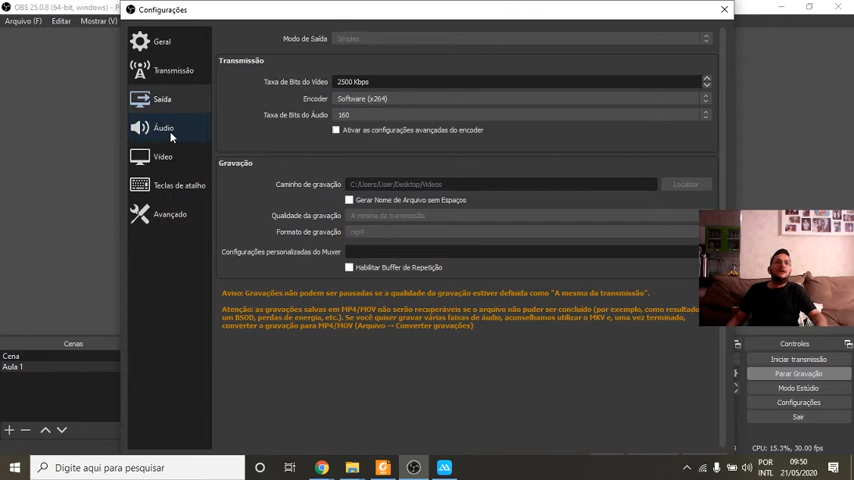 OBS 25.0.8 (64-bit, windows)
Configurações
Arquivo (F) Editar Mostrar (V)
Geral
Transmissão
Saída
Áudio
Vídeo
Teclas de atalho
Avançado
Modo de Saída Simples
Transmissão
Taxa de Bits do Vídeo 2500 Kbps
Encoder Software (x264)
Taxa de Bits do Áudio 160
Ativar as configurações avançadas do encoder
Gravação
Caminho de gravação C:/Users/User/Desktop/Videos Localizar
Gerar Nome de Arquivo sem Espaços
Qualidade da gravação A mesma da transmissão
Formato de gravação mp4
Configurações personalizadas do Muxer
Habilitar Buffer de Repetição
Aviso: Gravações não podem ser pausadas se a qualidade da gravação estiver definida como "A mesma da transmissão".
Atenção: as gravações salvas em MP4/MOV não serão recuperáveis se o arquivo não puder ser concluído (por exemplo, como resultado
um BSOD, perdas de energia, etc.). Se você quiser gravar várias faixas de áudio, aconselhamos utilizar o MKV e, uma vez terminado,
converter a gravação para MP4/MOV (Arquivo → Converter gravações)
Cenas
Cena
Aula 1
Controles
Iniciar transmissão
Parar Gravação
Modo Estúdio
Configurações
Sair
CPU: 15.3%, 30.00 fps
Digite aqui para pesquisar
POR
INTL
09:50
21/05/2020